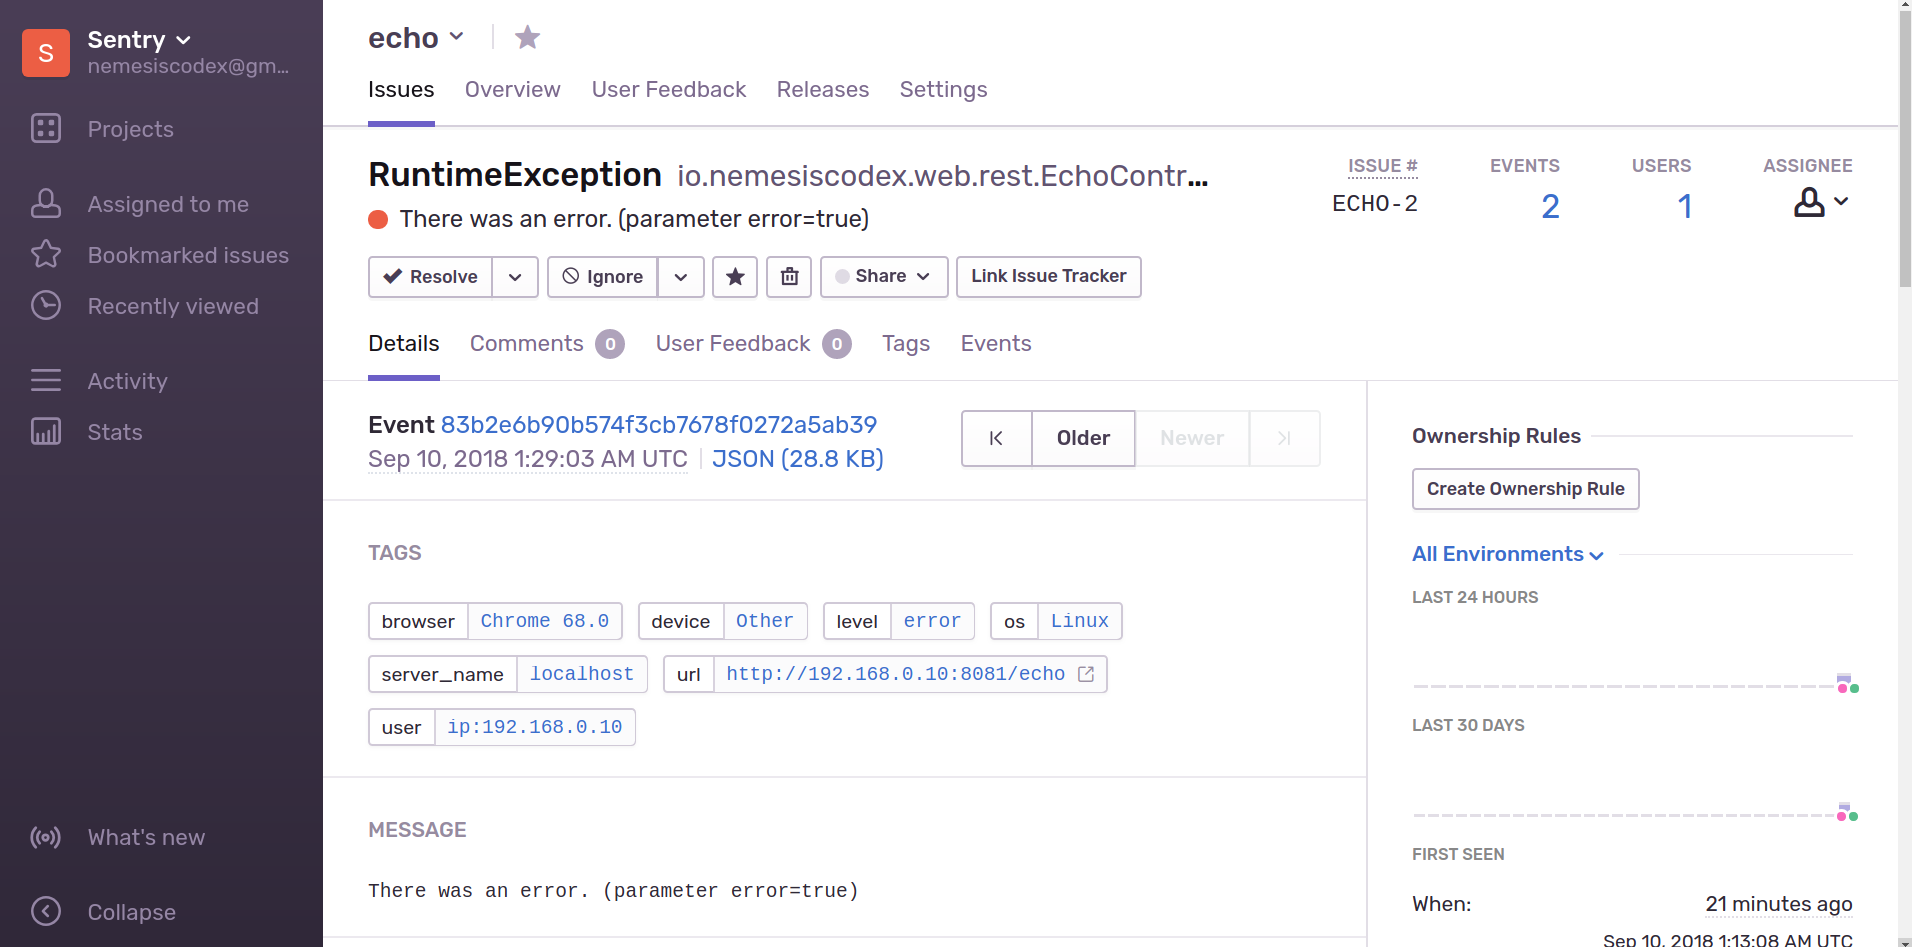 S
Sentry
nemesiscodex@gm...
Projects
Assigned to me
Bookmarked issues
Recently viewed
Activity
Stats
What's new
Collapse
echo
Issues Overview User Feedback Releases Settings
RuntimeException io.nemesiscodex.web.rest.EchoContr...
There was an error. (parameter error=true)
ISSUE # EVENTS USERS ASSIGNEE
ECHO-2 2 1
Resolve Ignore Share Link Issue Tracker
Details Comments 0 User Feedback 0 Tags Events
Event 83b2e6b90b574f3cb7678f0272a5ab39
Sep 10, 2018 1:29:03 AM UTC JSON (28.8 KB)
Older Newer
TAGS
browser Chrome 68.0 device Other level error os Linux
server_name localhost url http://192.168.0.10:8081/echo
user ip:192.168.0.10
MESSAGE
There was an error. (parameter error=true)
Ownership Rules
Create Ownership Rule
All Environments
LAST 24 HOURS
LAST 30 DAYS
FIRST SEEN
When: 21 minutes ago
Sep 10, 2018 1:13:08 AM UTC